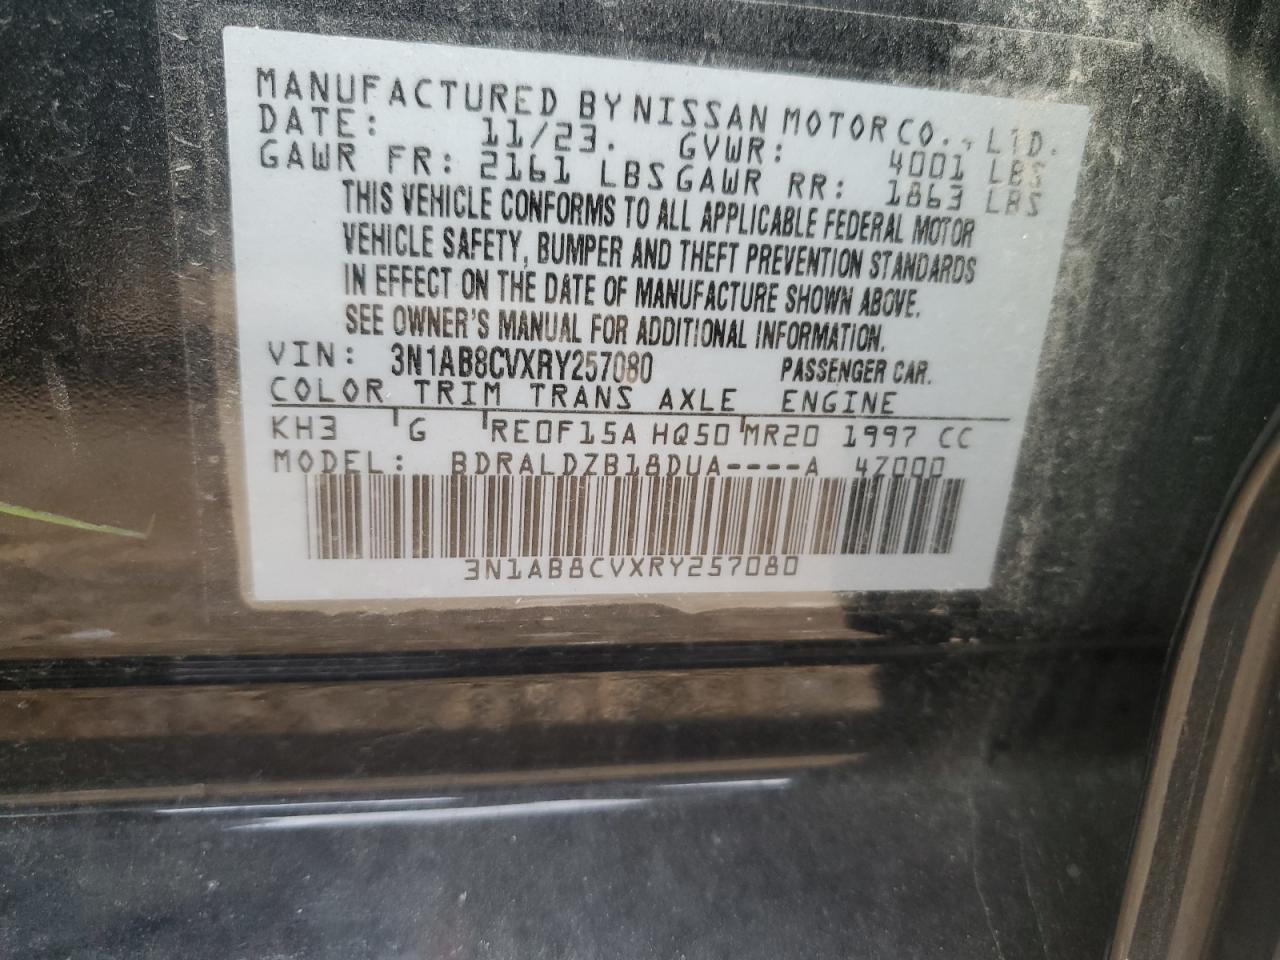 MANUFACTURED BY NISSAN MOTOR CO., LTD.
DATE: 11/23. GVWR: 4001 LBS
GAWR FR: 2161 LBS GAWR RR: 1863 LBS
THIS VEHICLE CONFORMS TO ALL APPLICABLE FEDERAL MOTOR
VEHICLE SAFETY, BUMPER AND THEFT PREVENTION STANDARDS
IN EFFECT ON THE DATE OF MANUFACTURE SHOWN ABOVE.
SEE OWNER'S MANUAL FOR ADDITIONAL INFORMATION.
VIN: 3N1AB8CVXRY257080 PASSENGER CAR.
COLOR TRIM TRANS AXLE ENGINE
KH3 G RE0F15A HQ50 MR20 1997 CC
MODEL: BDRALDZB18DUA----A 47000
3N1AB8CVXRY257080